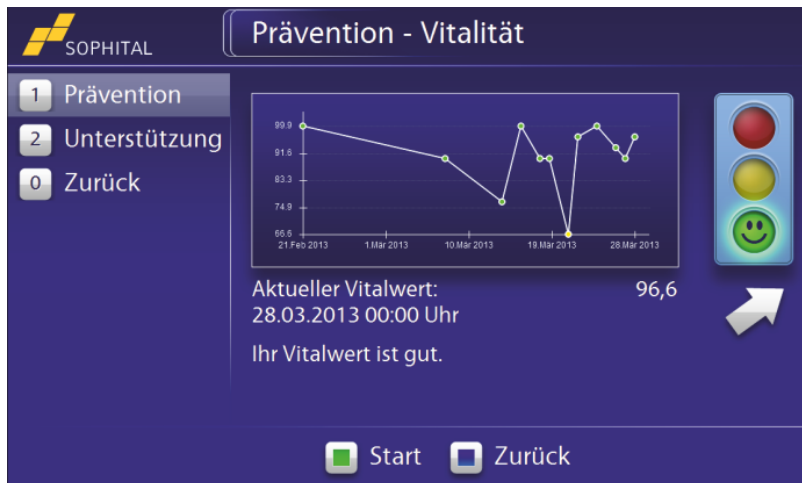 SOPHITAL
Prävention - Vitalität
1 Prävention
2 Unterstützung
0 Zurück
99.9
91.6
83.3
74.9
66.6
21.Feb 2013 1.Mär 2013 10.Mär 2013 19.Mär 2013 28.Mär 2013
Aktueller Vitalwert: 96,6
28.03.2013 00:00 Uhr
Ihr Vitalwert ist gut.
Start Zurück